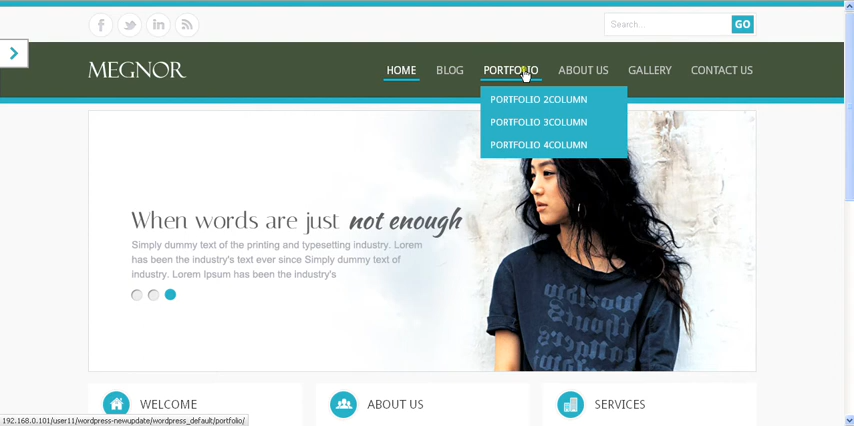 Search...
GO
MEGNOR
HOME
BLOG
PORTFOLIO
ABOUT US
GALLERY
CONTACT US
PORTFOLIO 2COLUMN
PORTFOLIO 3COLUMN
PORTFOLIO 4COLUMN
When words are just not enough
Simply dummy text of the printing and typesetting industry. Lorem
has been the industry's text ever since Simply dummy text of
industry. Lorem Ipsum has been the industry's
WELCOME
ABOUT US
SERVICES
192.168.0.101/user11/wordpress-newupdate/wordpress_default/portfolio/